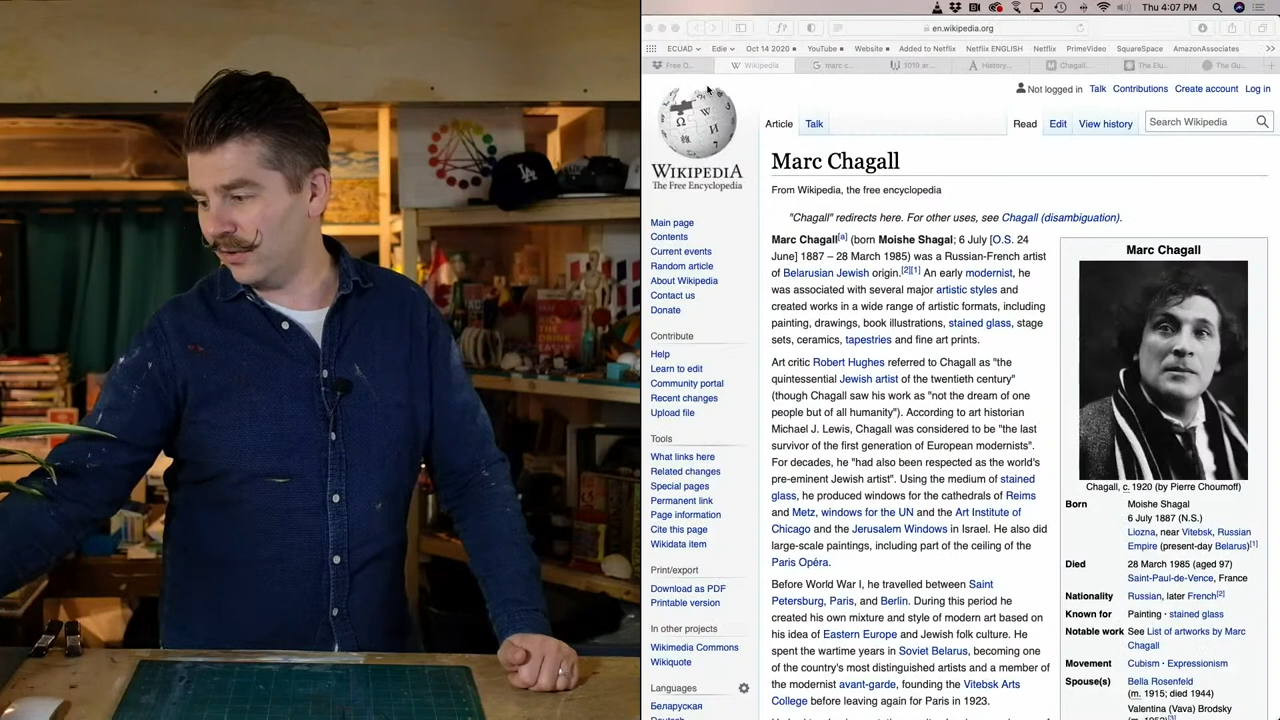 Thu 4:07 PM
en.wikipedia.org
ECUAD Edie Oct 14 2020 YouTube Website Added to Netflix Netflix ENGLISH Netflix PrimeVideo SquareSpace AmazonAssociates
Free O... Wikipedia marc c... 1019 ar... History... Chagall... The Elu... The Gu...
Not logged in Talk Contributions Create account Log in
Article Talk Read Edit View history Search Wikipedia
WIKIPEDIA
The Free Encyclopedia
Main page
Contents
Current events
Random article
About Wikipedia
Contact us
Donate
Contribute
Help
Learn to edit
Community portal
Recent changes
Upload file
Tools
What links here
Related changes
Special pages
Permanent link
Page information
Cite this page
Wikidata item
Print/export
Download as PDF
Printable version
In other projects
Wikimedia Commons
Wikiquote
Languages
Беларуская
Deutsch
Marc Chagall
From Wikipedia, the free encyclopedia
"Chagall" redirects here. For other uses, see Chagall (disambiguation).
Marc Chagall[a] (born Moishe Shagal; 6 July [O.S. 24
June] 1887 – 28 March 1985) was a Russian-French artist
of Belarusian Jewish origin.[2][1] An early modernist, he
was associated with several major artistic styles and
created works in a wide range of artistic formats, including
painting, drawings, book illustrations, stained glass, stage
sets, ceramics, tapestries and fine art prints.
Art critic Robert Hughes referred to Chagall as "the
quintessential Jewish artist of the twentieth century"
(though Chagall saw his work as "not the dream of one
people but of all humanity"). According to art historian
Michael J. Lewis, Chagall was considered to be "the last
survivor of the first generation of European modernists".
For decades, he "had also been respected as the world's
pre-eminent Jewish artist". Using the medium of stained
glass, he produced windows for the cathedrals of Reims
and Metz, windows for the UN and the Art Institute of
Chicago and the Jerusalem Windows in Israel. He also did
large-scale paintings, including part of the ceiling of the
Paris Opéra.
Before World War I, he travelled between Saint
Petersburg, Paris, and Berlin. During this period he
created his own mixture and style of modern art based on
his idea of Eastern Europe and Jewish folk culture. He
spent the wartime years in Soviet Belarus, becoming one
of the country's most distinguished artists and a member of
the modernist avant-garde, founding the Vitebsk Arts
College before leaving again for Paris in 1923.
Marc Chagall
Chagall, c. 1920 (by Pierre Choumoff)
Born Moishe Shagal
6 July 1887 (N.S.)
Liozna, near Vitebsk, Russian
Empire (present-day Belarus)[1]
Died 28 March 1985 (aged 97)
Saint-Paul-de-Vence, France
Nationality Russian, later French[2]
Known for Painting · stained glass
Notable work See List of artworks by Marc
Chagall
Movement Cubism · Expressionism
Spouse(s) Bella Rosenfeld
(m. 1915; died 1944)
Valentina (Vava) Brodsky
LA